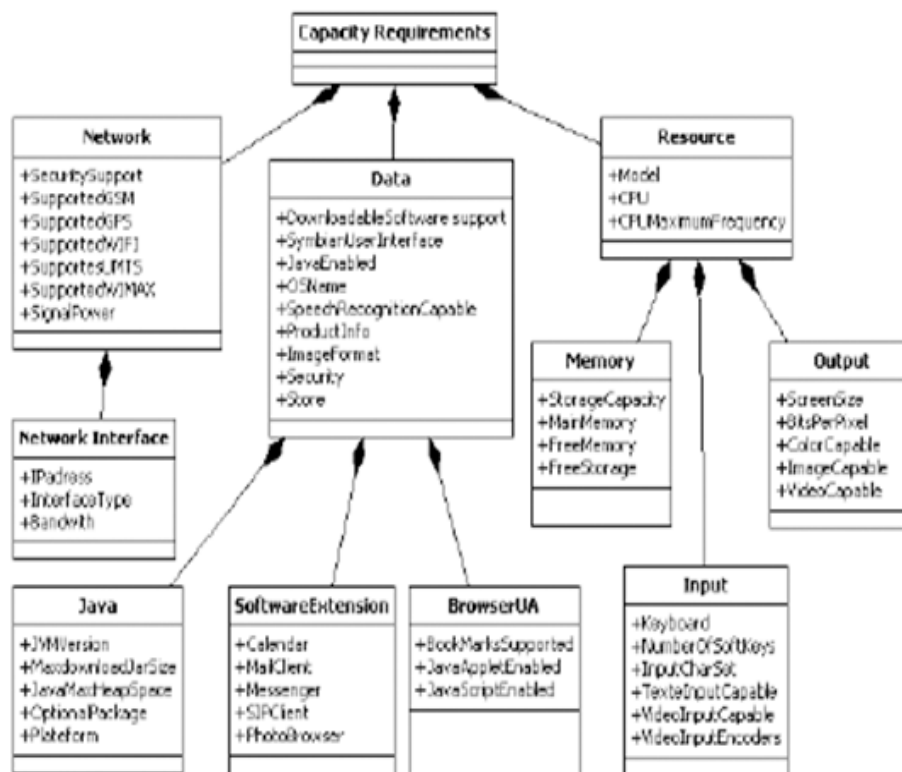 Capacity Requirements
Network
+SecuritySupport
+SupportedGSM
+SupportedGPS
+SupportedWIFI
+SupportesUMTS
+SupportedWIMAX
+SignalPower
Data
+DownloadableSoftware support
+SymbianUserInterface
+JavaEnabled
+OSName
+SpeechRecognitionCapable
+ProductInfo
+ImageFormat
+Security
+Store
Resource
+Model
+CPU
+CPUMaximumFrequency
Network Interface
+IPadress
+InterfaceType
+Bandwith
Memory
+StorageCapacity
+MainMemory
+FreeMemory
+FreeStorage
Output
+ScreenSize
+BitsPerPixel
+ColorCapable
+ImageCapable
+VideoCapable
Java
+JVMVersion
+MaxdownloadJarSize
+JavaMaxHeapSpace
+OptionalPackage
+Plateform
SoftwareExtension
+Calendar
+MailClient
+Messenger
+SIPClient
+PhotoBrowser
BrowserUA
+BookMarksSupported
+JavaAppletEnabled
+JavaScriptEnabled
Input
+Keyboard
+NumberOfSoftKeys
+InputCharSet
+TexteInputCapable
+VideoInputCapable
+VideoInputEncoders